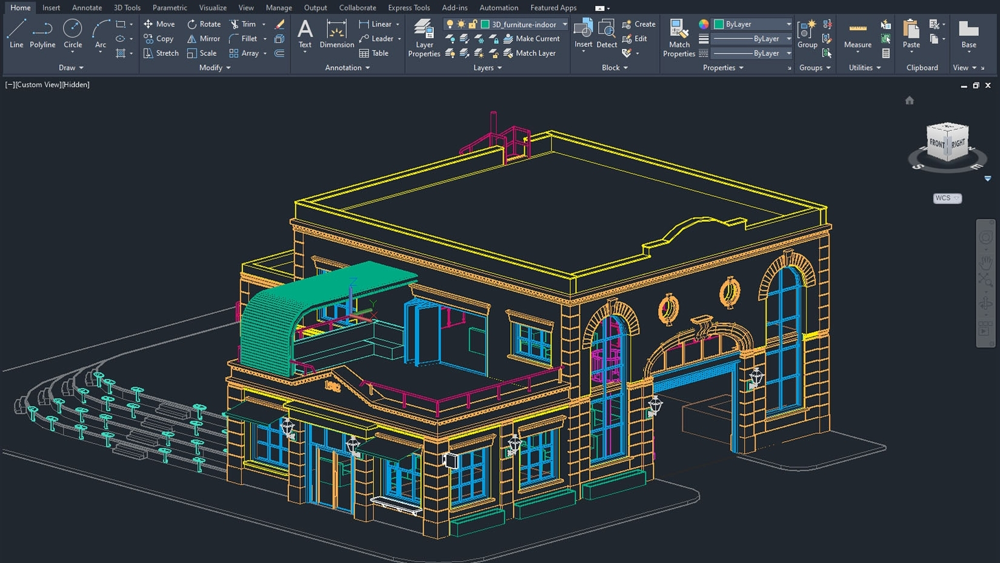 Home Insert Annotate 3D Tools Parametric Visualize View Manage Output Collaborate Express Tools Add-ins Automation Featured Apps
Line Polyline Circle Arc
Draw
Move Rotate Trim
Copy Mirror Fillet
Stretch Scale Array
Modify
Text Dimension
Linear
Leader
Table
Annotation
Layer Properties
3D_furniture-indoor
Make Current
Match Layer
Layers
Insert Detect
Create
Edit
Block
Match Properties
ByLayer
ByLayer
ByLayer
Properties
Group
Groups
Measure
Utilities
Paste
Clipboard
Base
View
[−][Custom View][Hidden]
FRONT RIGHT
S E
WCS
Z
Y
X